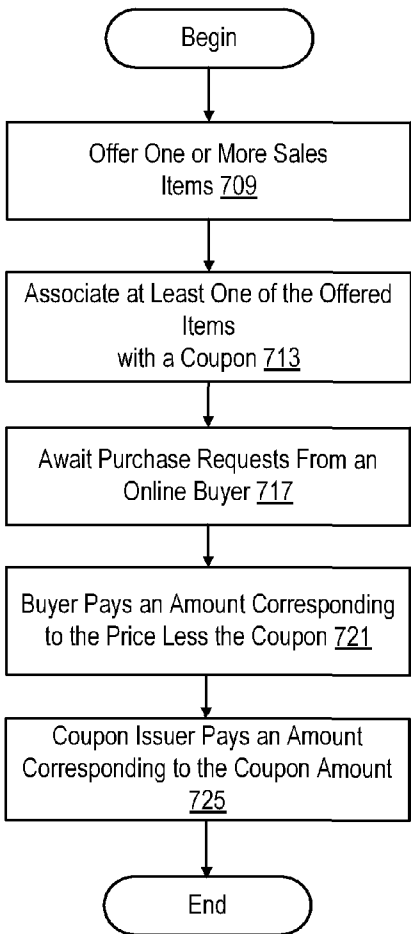 Begin
Offer One or More Sales
Items 709
Associate at Least One of the Offered
Items
with a Coupon 713
Await Purchase Requests From an
Online Buyer 717
Buyer Pays an Amount Corresponding
to the Price Less the Coupon 721
Coupon Issuer Pays an Amount
Corresponding to the Coupon Amount
725
End